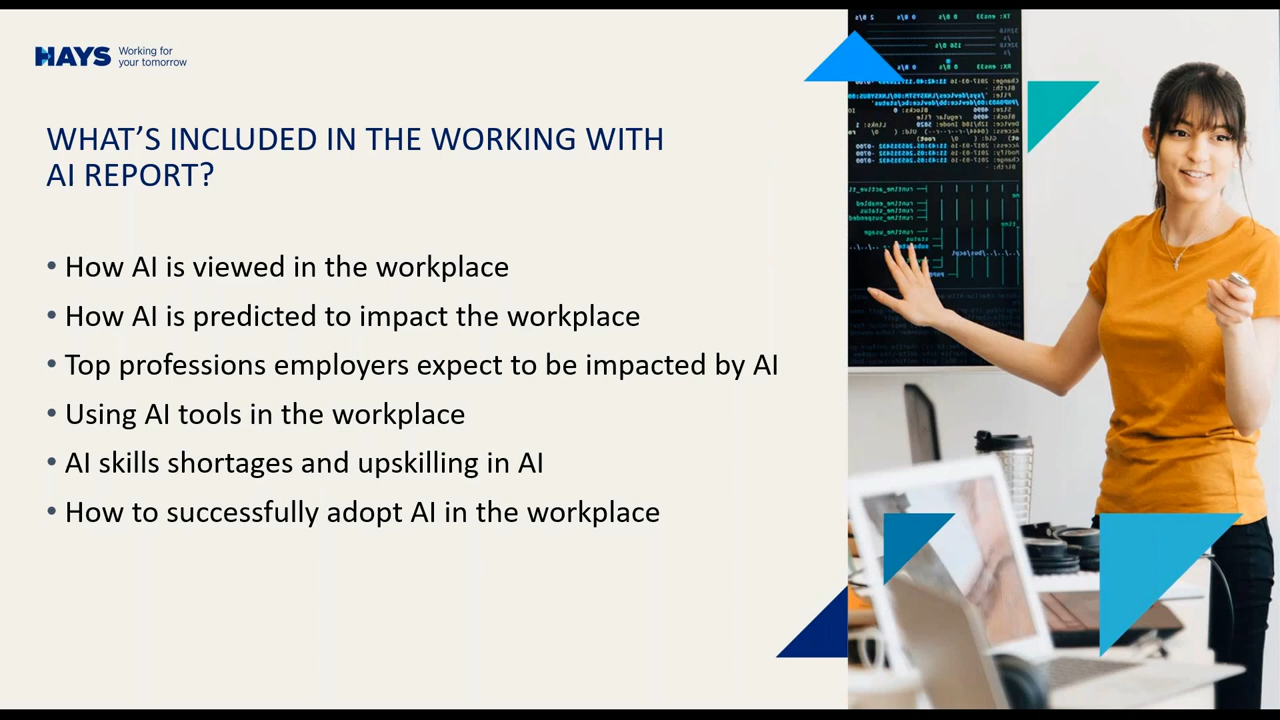 HAYS
Working for
your tomorrow
WHAT’S INCLUDED IN THE WORKING WITH
AI REPORT?
• How AI is viewed in the workplace
• How AI is predicted to impact the workplace
• Top professions employers expect to be impacted by AI
• Using AI tools in the workplace
• AI skills shortages and upskilling in AI
• How to successfully adopt AI in the workplace